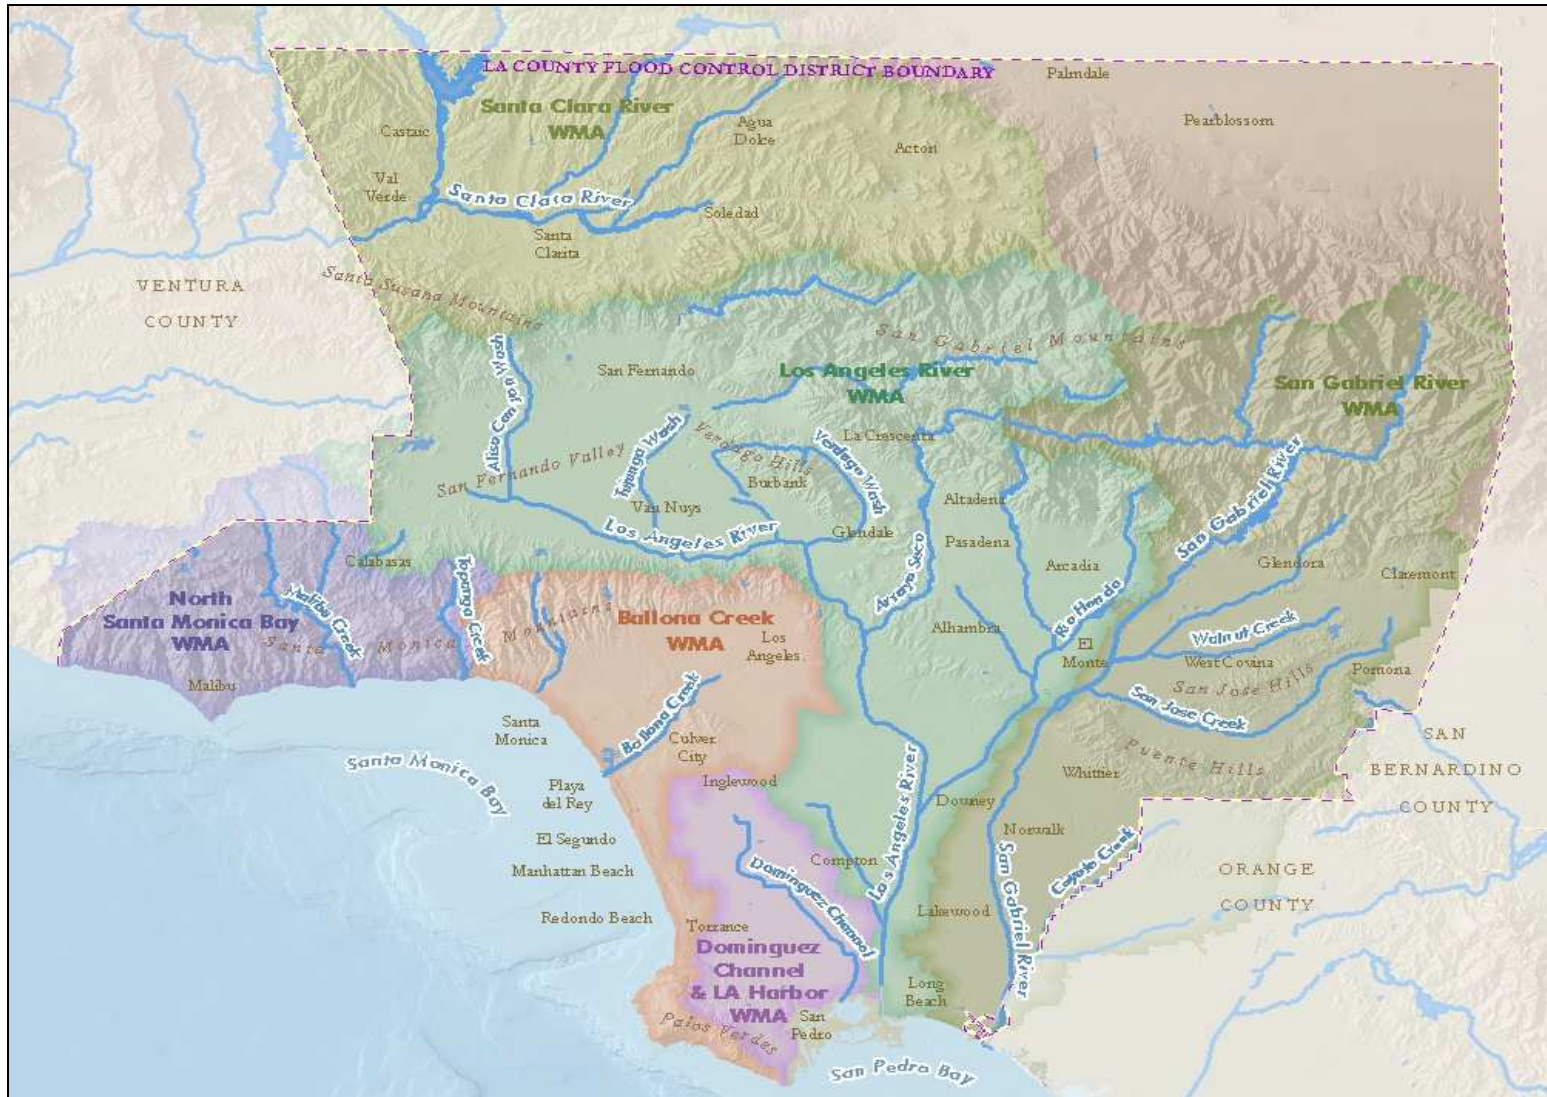 LA COUNTY FLOOD CONTROL DISTRICT BOUNDARY
Palmdale
Pearblossom
Santa Clara River
WMA
Castaic
Agua
Dolce
Acton
Val
Verde
Santa Clara River
Soledad
Santa
Clarita
VENTURA
COUNTY
Santa Susana Mountains
San Gabriel Mountains
Aliso Canyon Wash
San Fernando
Los Angeles River
WMA
San Gabriel River
WMA
La Crescenta
San Fernando Valley
Tujunga Wash
Verdugo Hills
Burbank
Verdugo Wash
Van Nuys
Los Angeles River
Glendale
Altadena
Pasadena
Arroyo Seco
Arcadia
San Gabriel River
Glendora
Claremont
Calabasas
Topanga Creek
North
Santa Monica Bay
WMA
Malibu Creek
Santa Monica Mountains
Malibu
Ballona Creek
WMA
Los
Angeles
Alhambra
Rio Hondo
El
Monte
Walnut Creek
West Covina
San Jose Hills
Pomona
San Jose Creek
Puente Hills
Whittier
Santa
Monica
Ballona Creek
Culver
City
Santa Monica Bay
Inglewood
Playa
del Rey
El Segundo
Manhattan Beach
Redondo Beach
Los Angeles River
Downey
Norwalk
Compton
Dominguez Channel
Coyote Creek
Lakewood
San Gabriel River
Torrance
Dominguez
Channel
& LA Harbor
WMA
Long
Beach
San
Pedro
Palos Verdes
San Pedro Bay
SAN
BERNARDINO
COUNTY
ORANGE
COUNTY